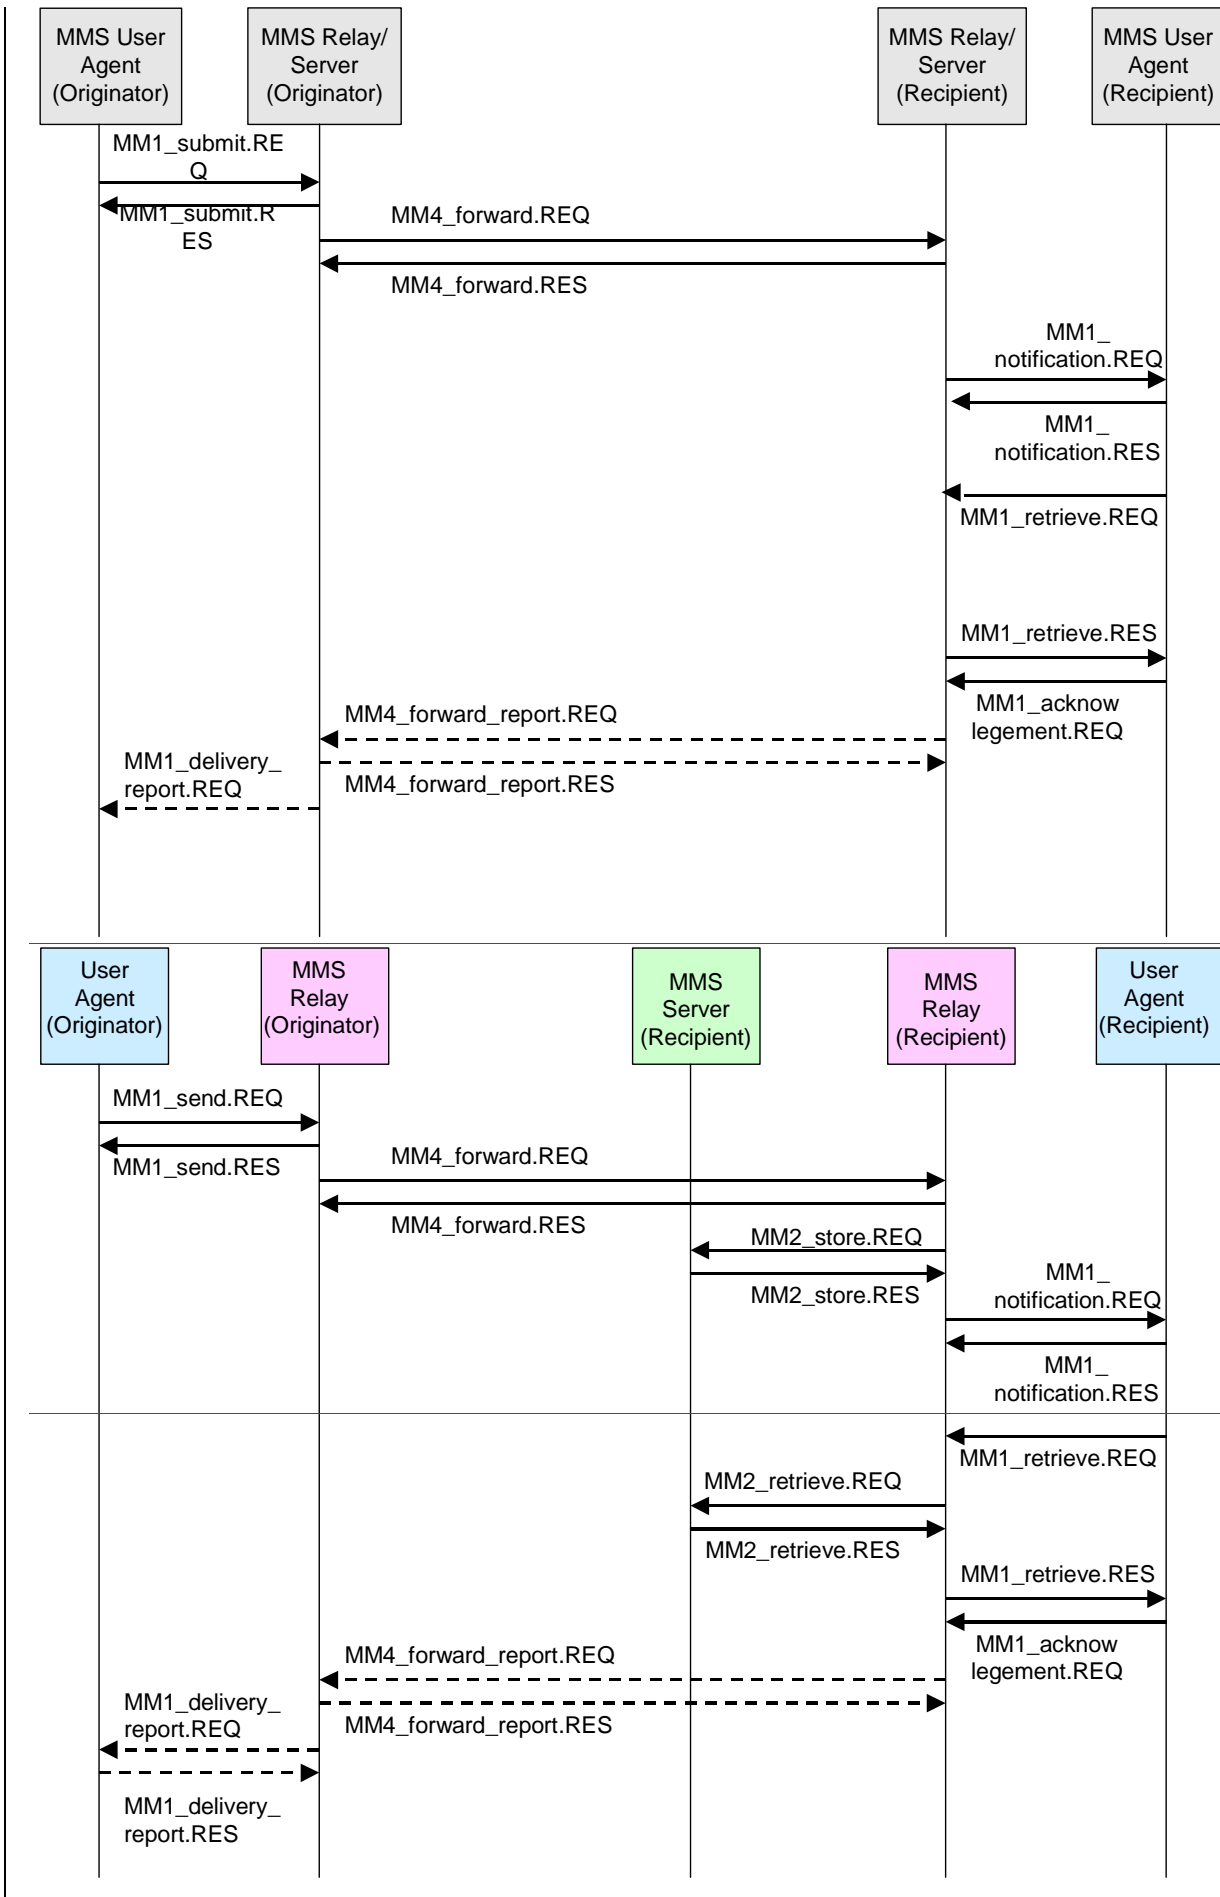 MMS User
Agent
(Originator)
MMS Relay/
Server
(Originator)
MMS Relay/
Server
(Recipient)
MMS User
Agent
(Recipient)
MM1_submit.RE
Q
MM1_submit.R
ES
MM4_forward.REQ
MM4_forward.RES
MM1_
notification.REQ
MM1_
notification.RES
MM1_retrieve.REQ
MM1_retrieve.RES
MM1_acknow
legement.REQ
MM4_forward_report.REQ
MM4_forward_report.RES
MM1_delivery_
report.REQ
User
Agent
(Originator)
MMS
Relay
(Originator)
MMS
Server
(Recipient)
MMS
Relay
(Recipient)
User
Agent
(Recipient)
MM1_send.REQ
MM1_send.RES
MM4_forward.REQ
MM4_forward.RES
MM2_store.REQ
MM2_store.RES
MM1_
notification.REQ
MM1_
notification.RES
MM1_retrieve.REQ
MM2_retrieve.REQ
MM2_retrieve.RES
MM1_retrieve.RES
MM1_acknow
legement.REQ
MM4_forward_report.REQ
MM4_forward_report.RES
MM1_delivery_
report.REQ
MM1_delivery_
report.RES